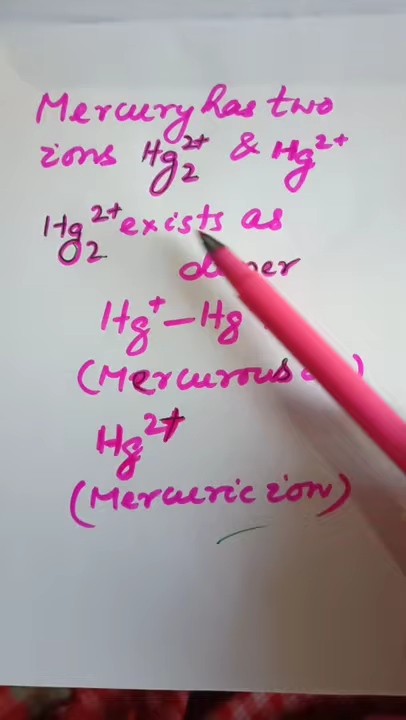 Mercury has two
ions Hg₂²⁺ & Hg²⁺
Hg₂²⁺ exists as
Hg⁺ – Hg
(Mercurous
Hg²⁺
(Mercuric ion)